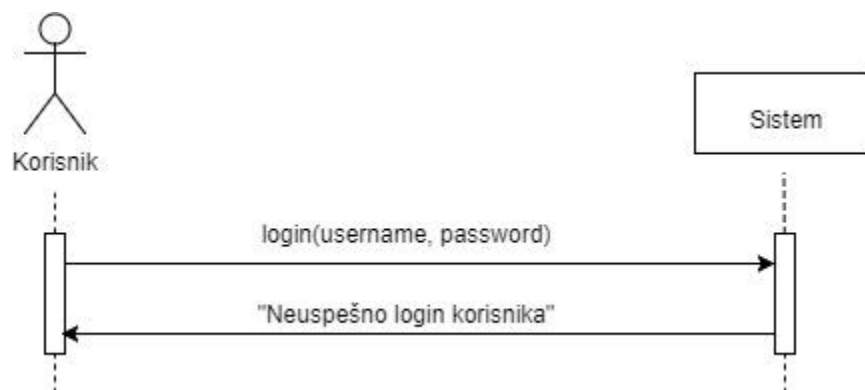 Korisnik
Sistem
login(username, password)
"Neuspešno login korisnika"